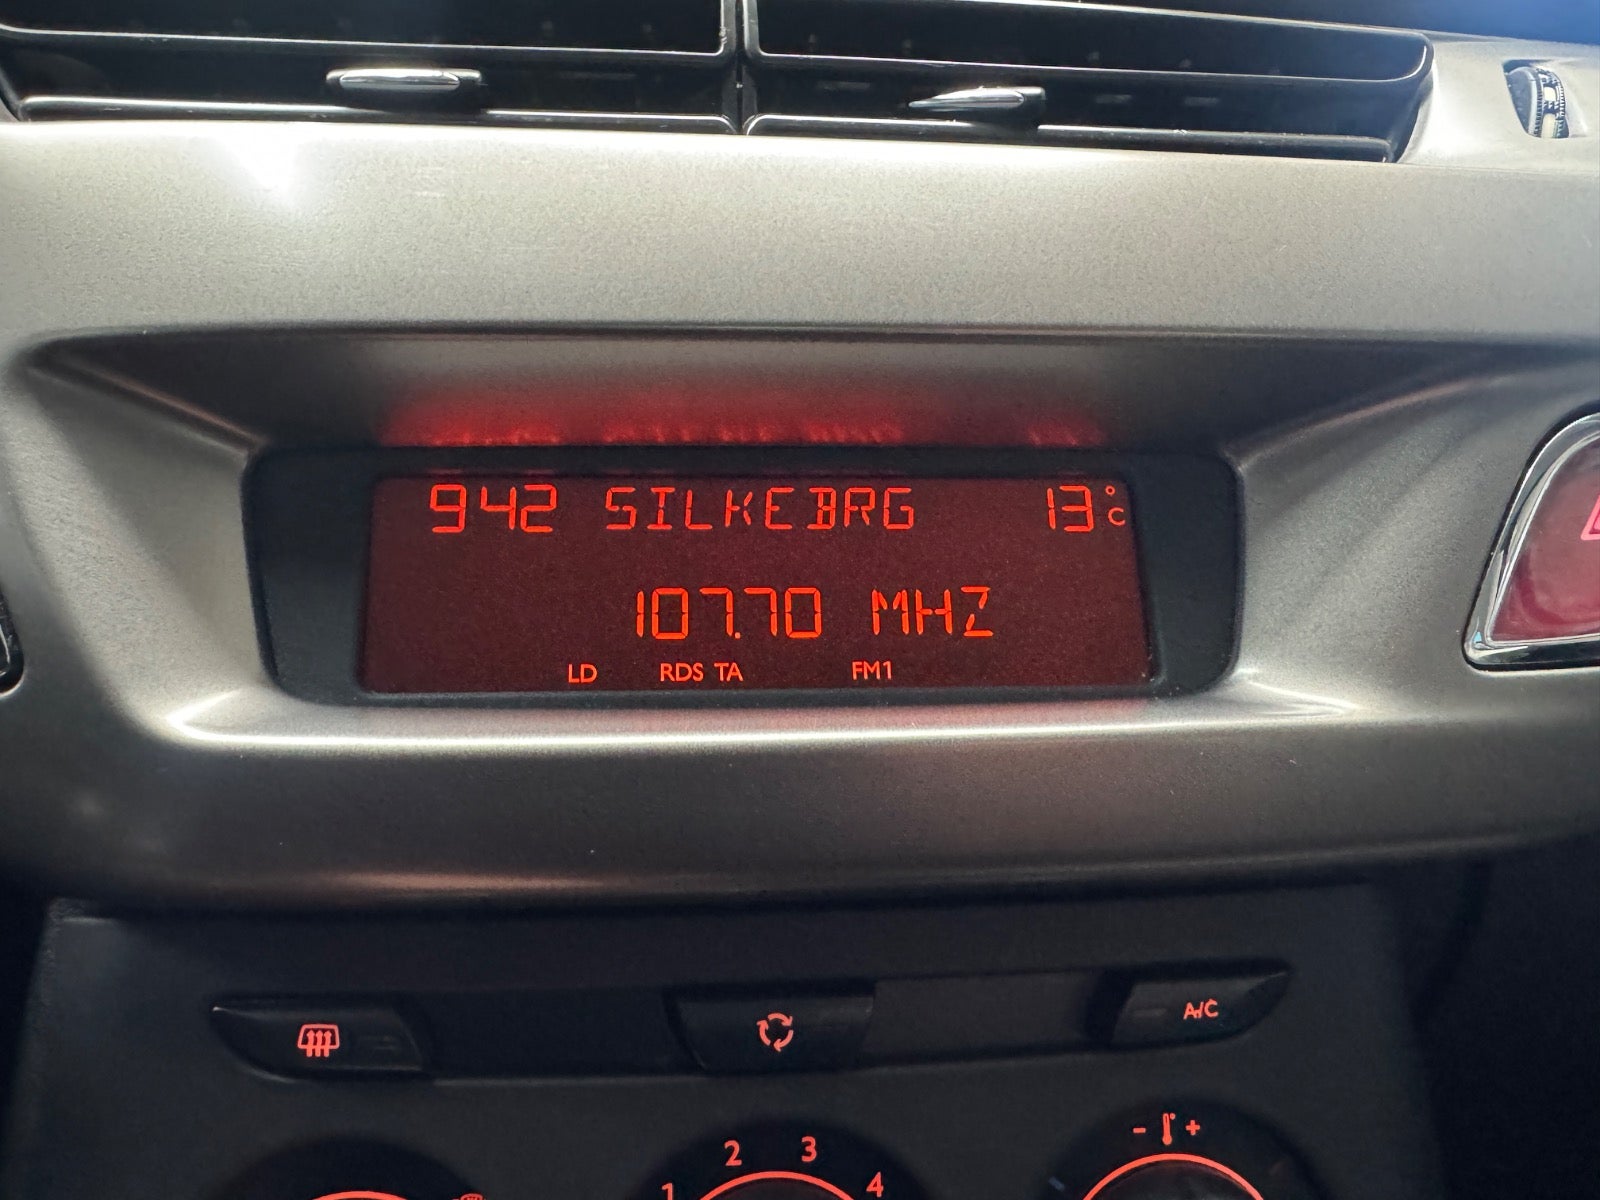 942 SILKEBRG 13°C
107.70 MHZ
LD RDS TA FM1
A/C
- +
1 2 3 4